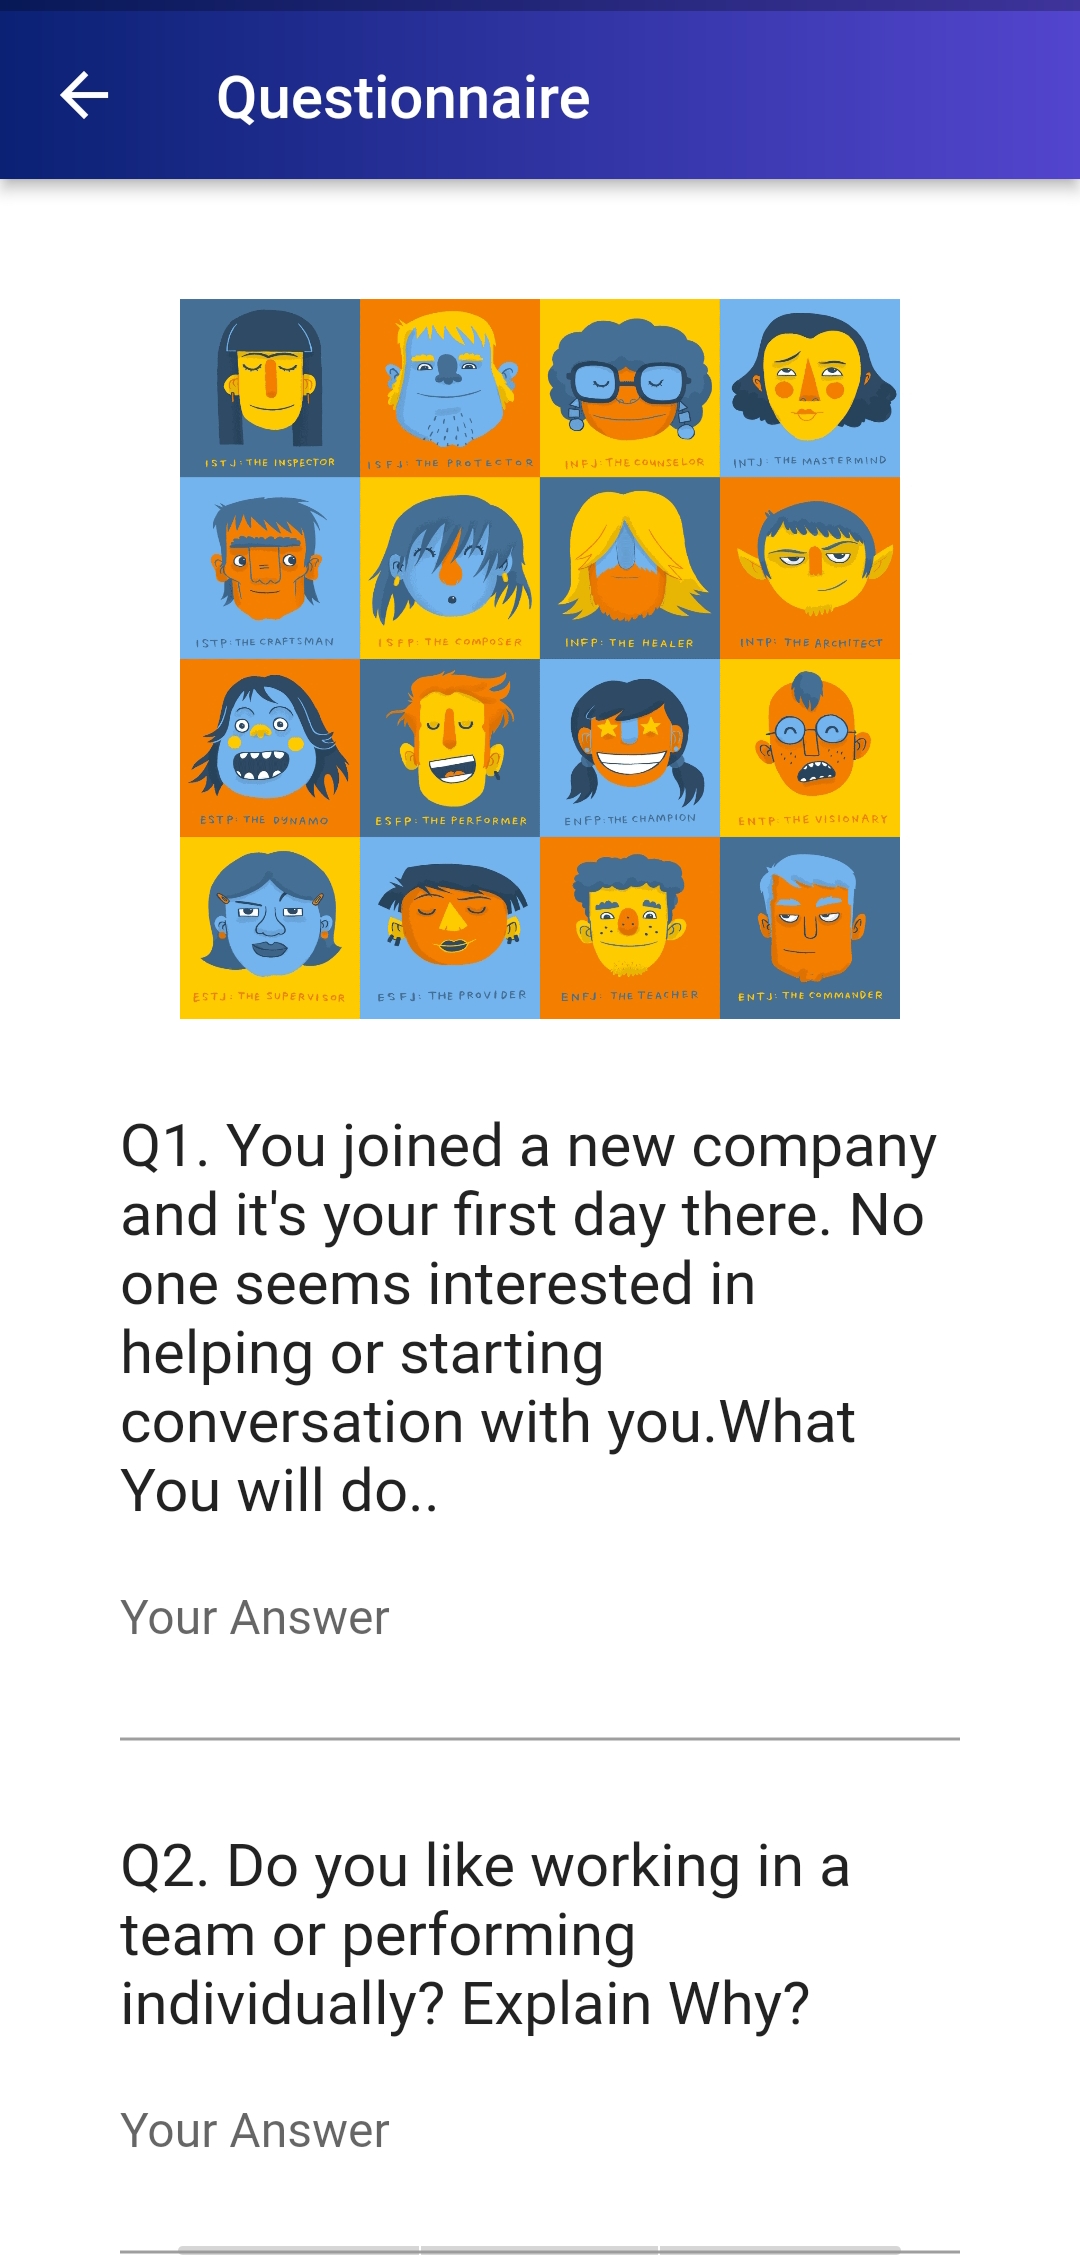 Questionnaire
ISTJ: THE INSPECTOR
ISFJ: THE PROTECTOR
INFJ: THE COUNSELOR
INTJ: THE MASTERMIND
ISTP: THE CRAFTSMAN
ISFP: THE COMPOSER
INFP: THE HEALER
INTP: THE ARCHITECT
ESTP: THE DYNAMO
ESFP: THE PERFORMER
ENFP: THE CHAMPION
ENTP: THE VISIONARY
ESTJ: THE SUPERVISOR
ESFJ: THE PROVIDER
ENFJ: THE TEACHER
ENTJ: THE COMMANDER
Q1. You joined a new company
and it's your first day there. No
one seems interested in
helping or starting
conversation with you.What
You will do..
Your Answer
Q2. Do you like working in a
team or performing
individually? Explain Why?
Your Answer